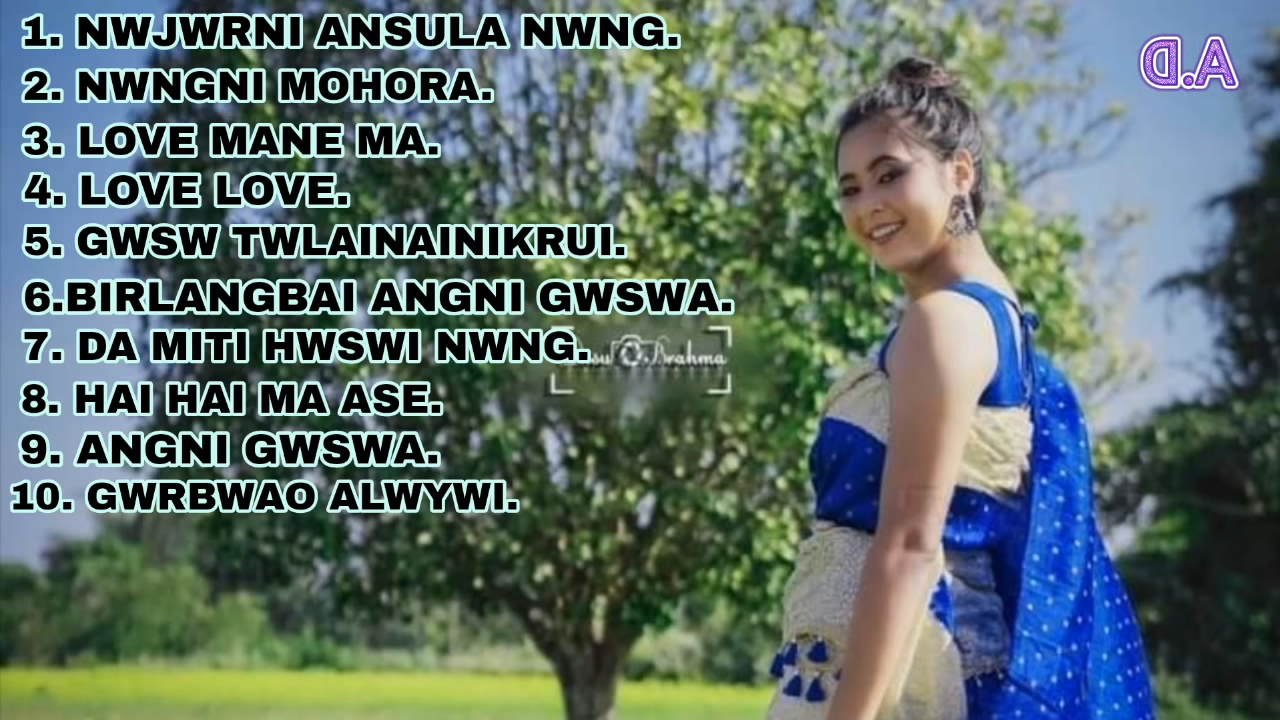 1. NWJWRNI ANSULA NWNG.
2. NWNGNI MOHORA.
3. LOVE MANE MA.
4. LOVE LOVE.
5. GWSW TWLAINAINIKRUI.
6.BIRLANGBAI ANGNI GWSWA.
7. DA MITI HWSWI NWNG.
8. HAI HAI MA ASE.
9. ANGNI GWSWA.
10. GWRBWAO ALWYWI.
A.D
Brahma